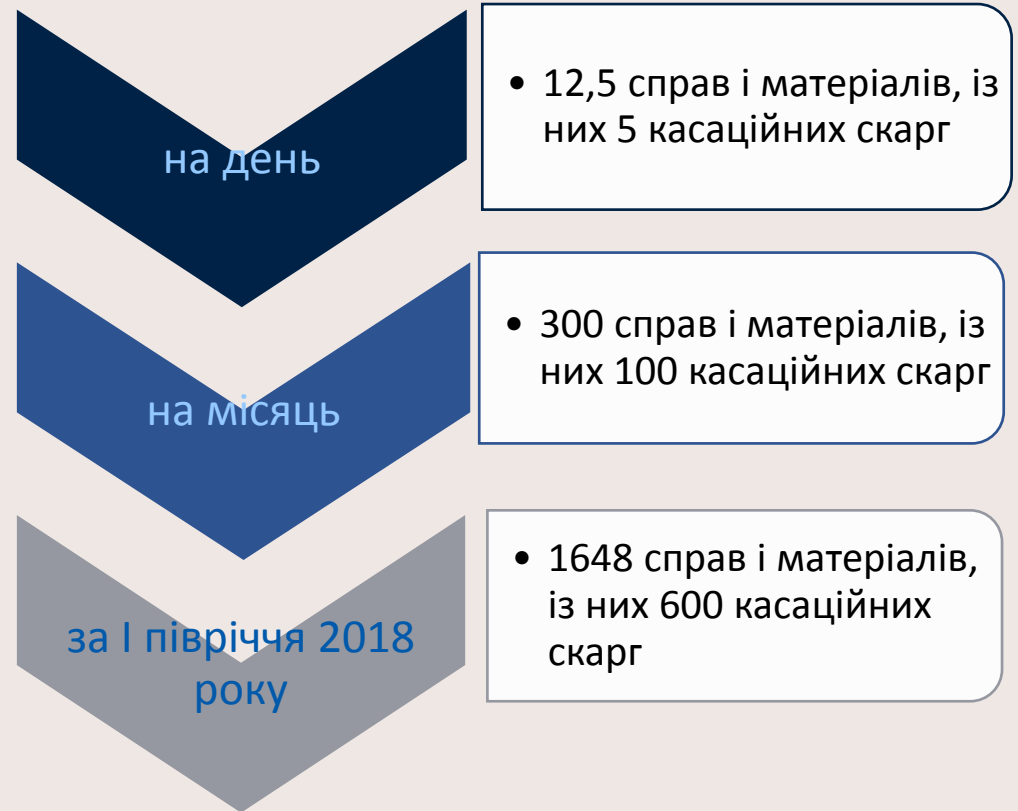 на день
• 12,5 справ і матеріалів, із
них 5 касаційних скарг
на місяць
• 300 справ і матеріалів, із
них 100 касаційних скарг
за І півріччя 2018
року
• 1648 справ і матеріалів,
із них 600 касаційних
скарг